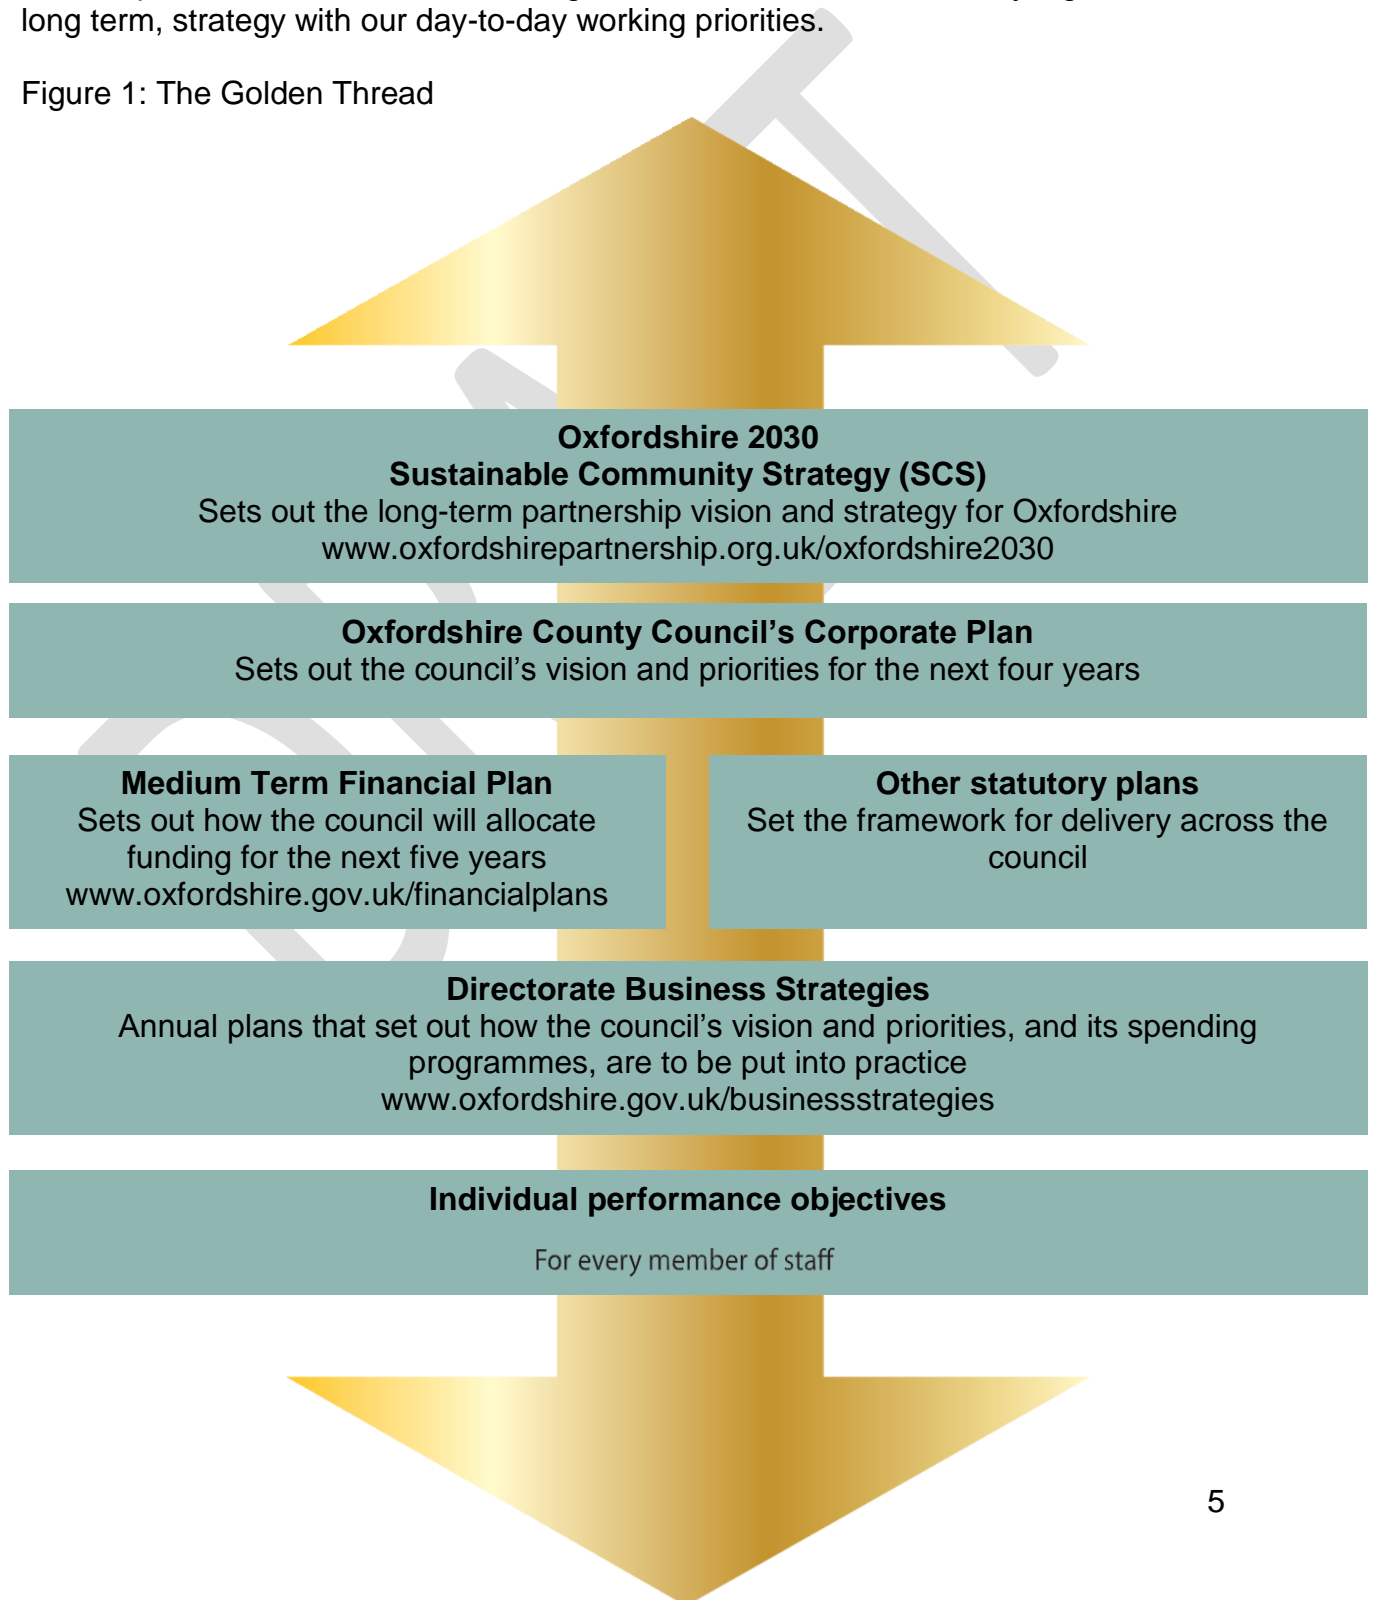 long term, strategy with our day-to-day working priorities.
Figure 1: The Golden Thread
Oxfordshire 2030
Sustainable Community Strategy (SCS)
Sets out the long-term partnership vision and strategy for Oxfordshire
www.oxfordshirepartnership.org.uk/oxfordshire2030
Oxfordshire County Council’s Corporate Plan
Sets out the council’s vision and priorities for the next four years
Medium Term Financial Plan
Sets out how the council will allocate
funding for the next five years
www.oxfordshire.gov.uk/financialplans
Other statutory plans
Set the framework for delivery across the
council
Directorate Business Strategies
Annual plans that set out how the council’s vision and priorities, and its spending
programmes, are to be put into practice
www.oxfordshire.gov.uk/businessstrategies
Individual performance objectives
For every member of staff
5